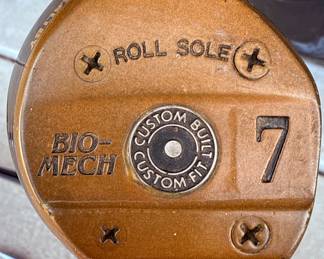 ROLL SOLE
BIO-
MECH
CUSTOM BUILT
CUSTOM-FIT
7